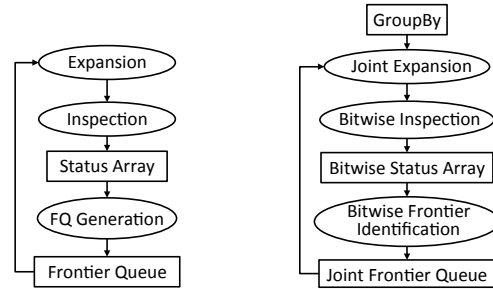 Expansion
Inspection
Status Array
FQ Generation
Frontier Queue
GroupBy
Joint Expansion
Bitwise Inspection
Bitwise Status Array
Bitwise Frontier
Identification
Joint Frontier Queue